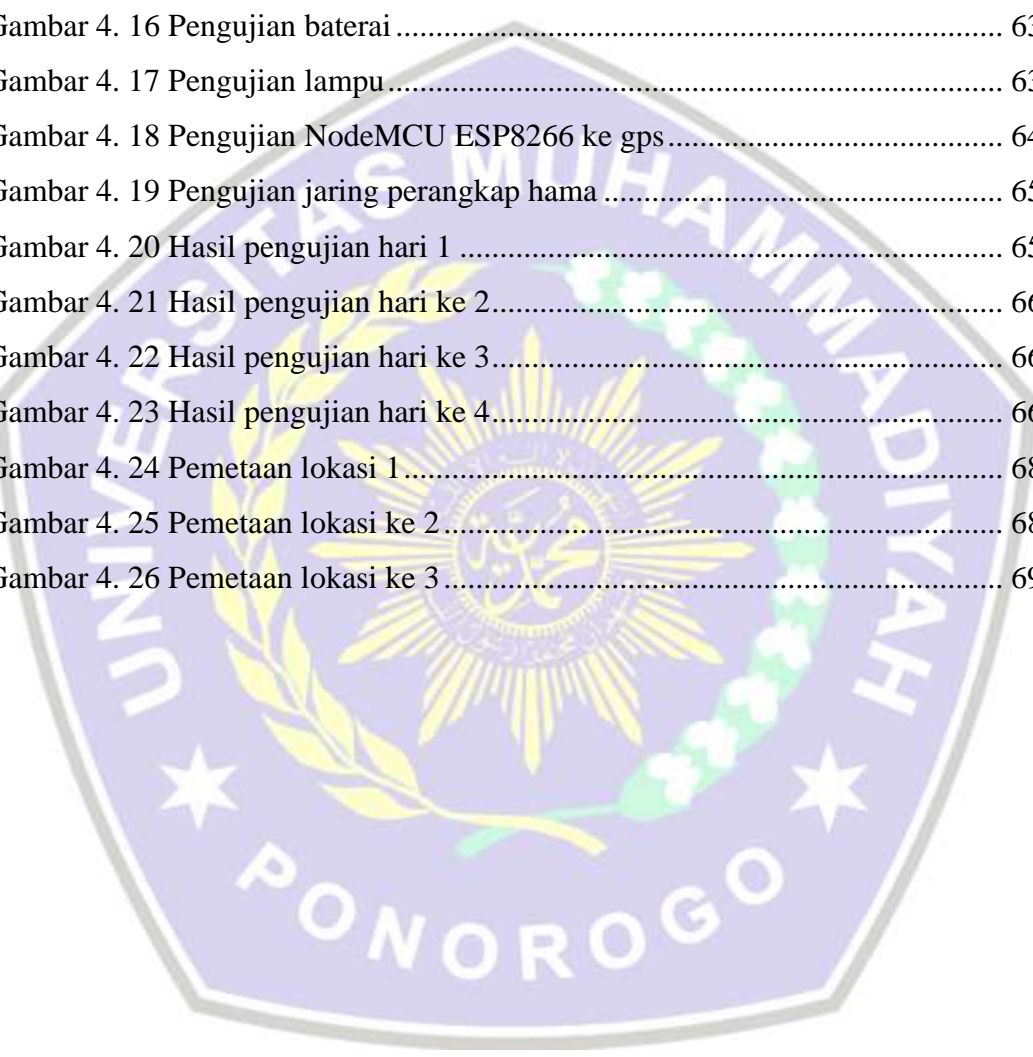 Gambar 4. 16 Pengujian baterai ........ 63
Gambar 4. 17 Pengujian lampu ........ 63
Gambar 4. 18 Pengujian NodeMCU ESP8266 ke gps ........ 64
Gambar 4. 19 Pengujian jaring perangkap hama ........ 65
Gambar 4. 20 Hasil pengujian hari 1 ........ 65
Gambar 4. 21 Hasil pengujian hari ke 2 ........ 66
Gambar 4. 22 Hasil pengujian hari ke 3 ........ 66
Gambar 4. 23 Hasil pengujian hari ke 4 ........ 66
Gambar 4. 24 Pemetaan lokasi 1 ........ 68
Gambar 4. 25 Pemetaan lokasi ke 2 ........ 68
Gambar 4. 26 Pemetaan lokasi ke 3 ........ 69
UNIVERSITAS MUHAMMADIYAH
PONOROGO